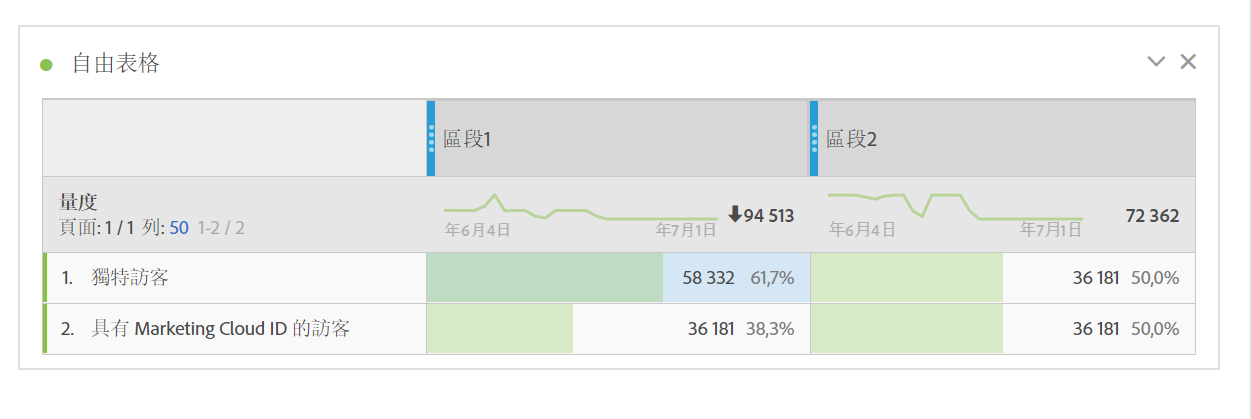 自由表格
區段1
區段2
量度
頁面: 1 / 1 列: 50 1-2 / 2
年6月4日
年7月1日
94 513
年6月4日
年7月1日
72 362
1. 獨特訪客
58 332 61,7%
36 181 50,0%
2. 具有 Marketing Cloud ID 的訪客
36 181 38,3%
36 181 50,0%